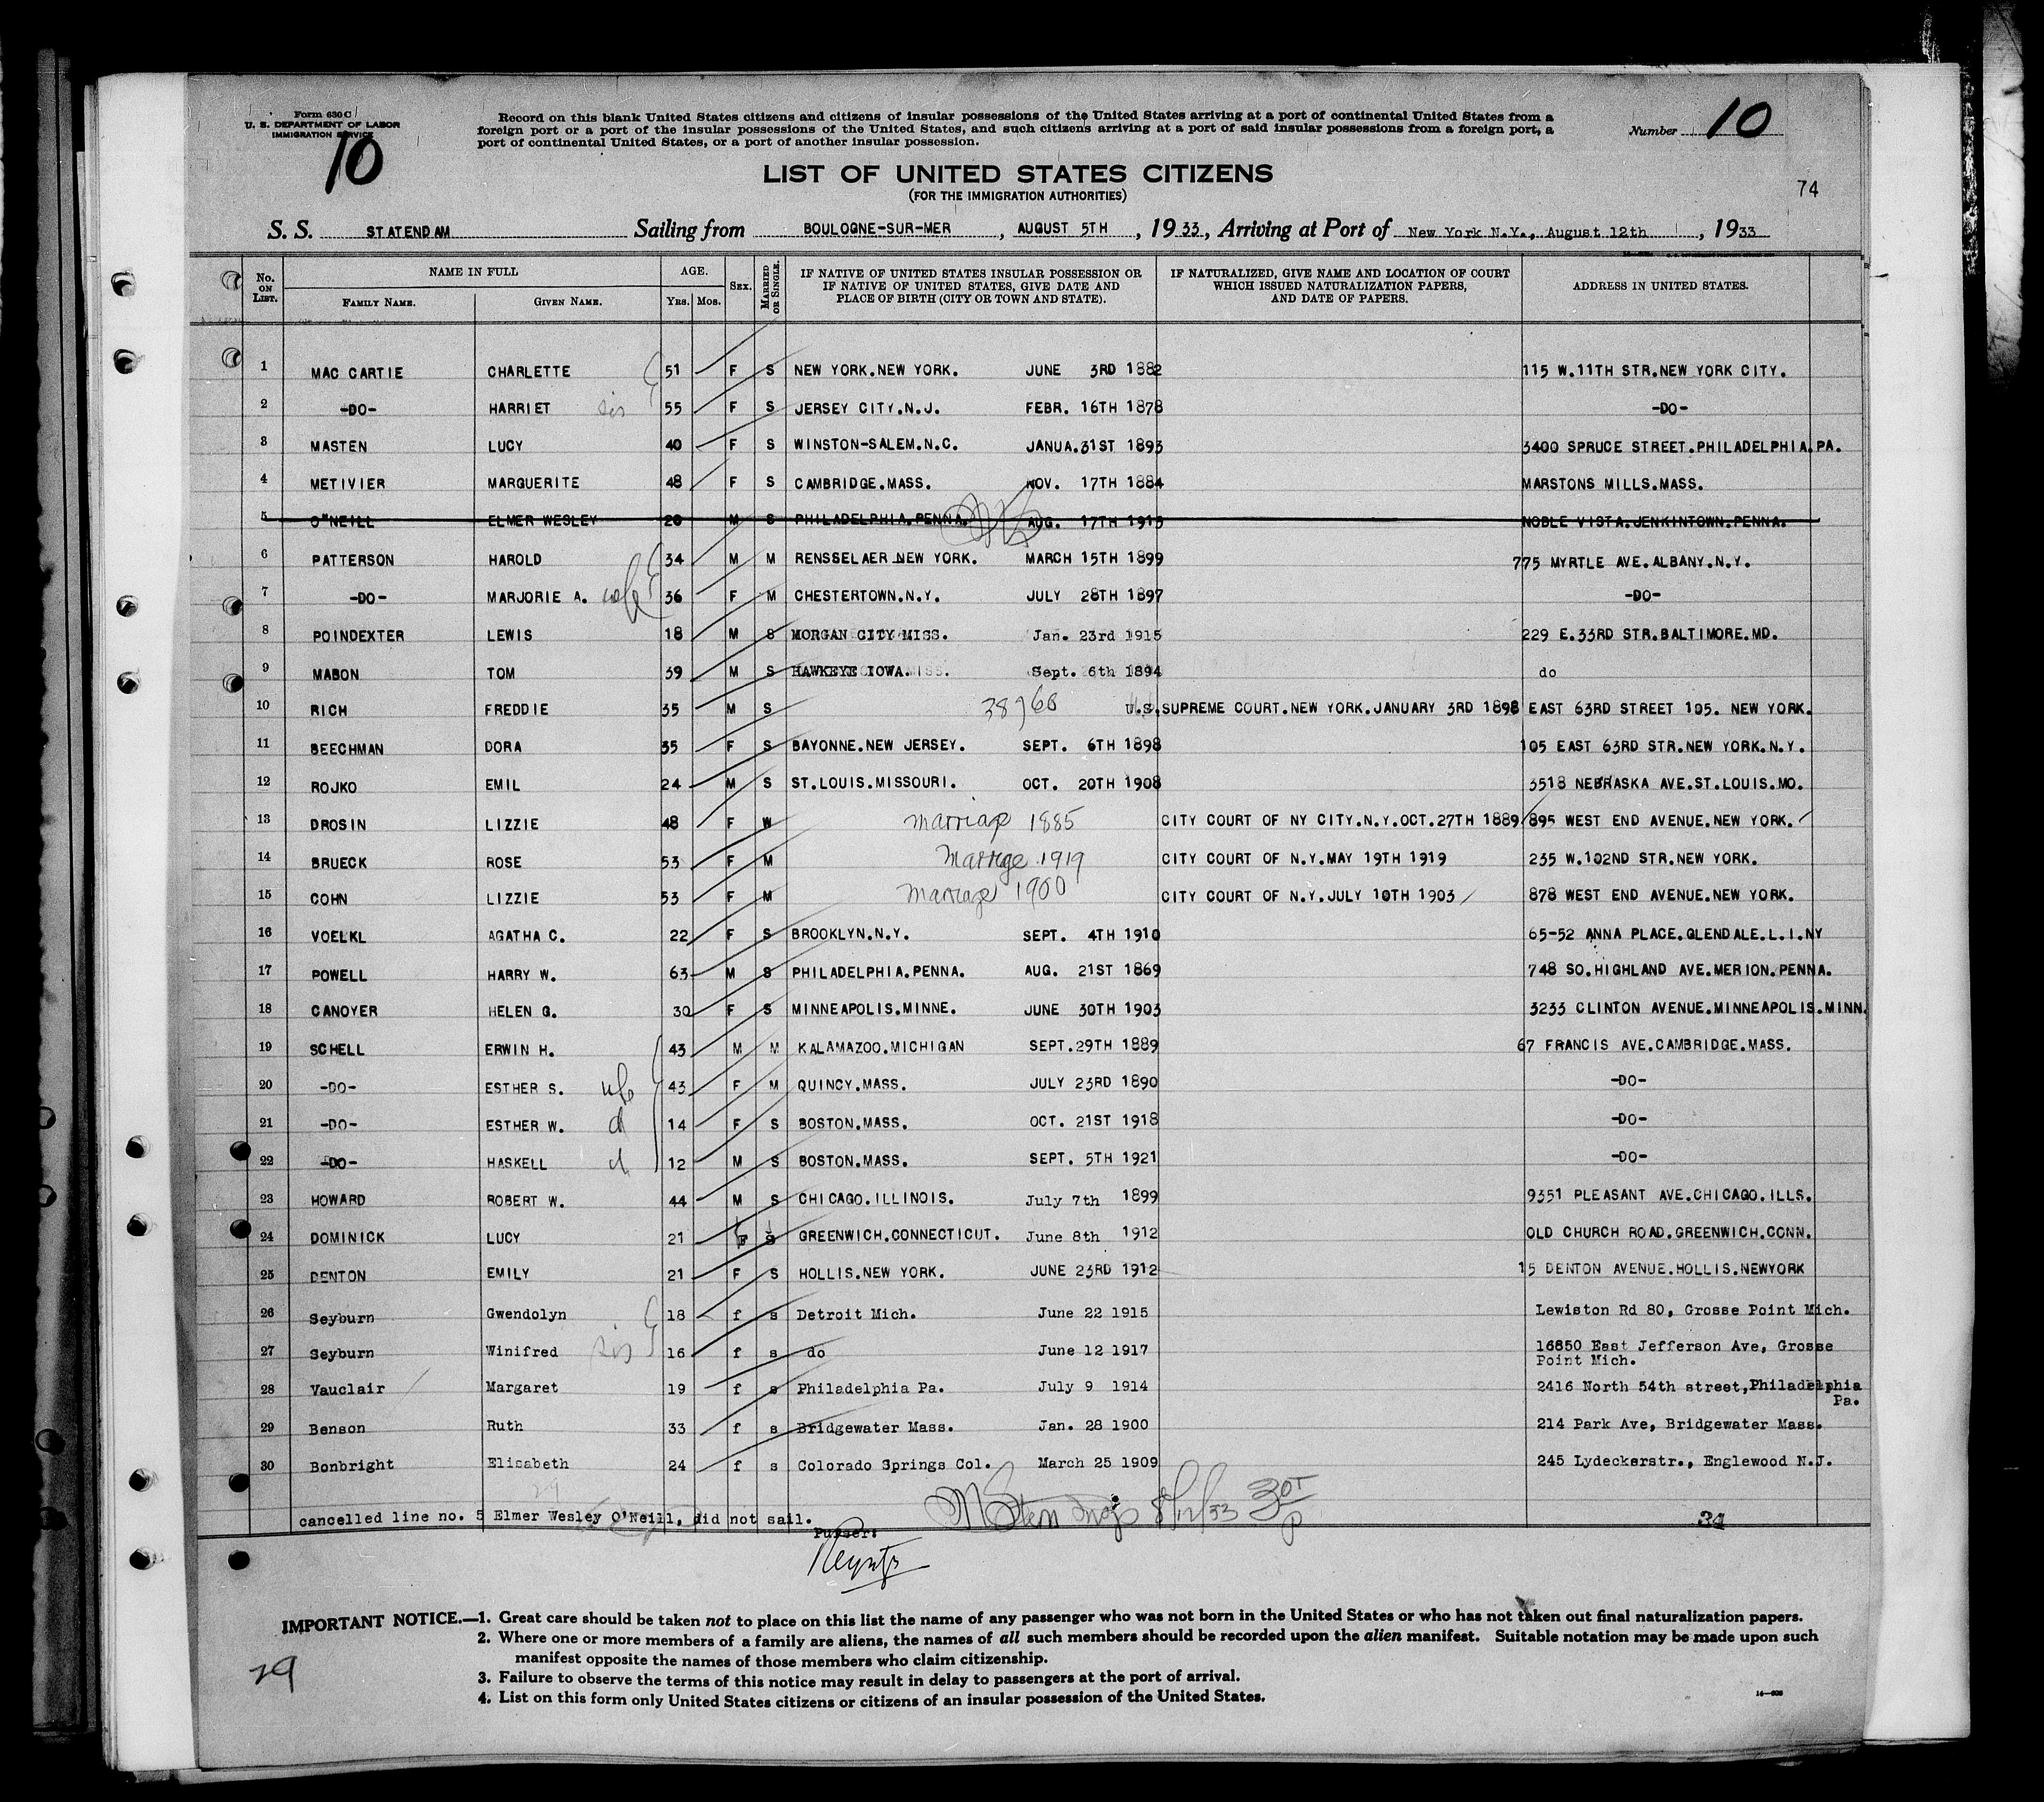 Form 630 C
U. S. DEPARTMENT OF LABOR
IMMIGRATION SERVICE
10
Record on this blank United States citizens and citizens of insular possessions of the United States arriving at a port of continental United States from a
foreign port or a port of the insular possessions of the United States, and such citizens arriving at a port of said insular possessions from a foreign port, a
port of continental United States, or a port of another insular possession.
Number 10
LIST OF UNITED STATES CITIZENS
(FOR THE IMMIGRATION AUTHORITIES)
74
S. S. STATENDAM Sailing from BOULOGNE-SUR-MER, AUGUST 5TH, 1933, Arriving at Port of New York N.Y., August 12th, 1933
No. ON LIST. NAME IN FULL FAMILY NAME. GIVEN NAME. AGE. Yrs. Mos. SEX. MARRIED OR SINGLE. IF NATIVE OF UNITED STATES INSULAR POSSESSION OR IF NATIVE OF UNITED STATES, GIVE DATE AND PLACE OF BIRTH (CITY OR TOWN AND STATE). IF NATURALIZED, GIVE NAME AND LOCATION OF COURT WHICH ISSUED NATURALIZATION PAPERS, AND DATE OF PAPERS. ADDRESS IN UNITED STATES.
1 MAC CARTIE CHARLETTE 51 F S NEW YORK.NEW YORK. JUNE 3RD 1882 115 W.11TH STR.NEW YORK CITY.
2 -DO- HARRIET sis 55 F S JERSEY CITY.N.J. FEBR. 16TH 1878 -DO-
3 MASTEN LUCY 40 F S WINSTON-SALEM.N.C. JANUA.31ST 1893 3400 SPRUCE STREET.PHILADELPHIA.PA.
4 METIVIER MARGUERITE 48 F S CAMBRIDGE.MASS. NOV. 17TH 1884 MARSTONS MILLS.MASS.
5 O"NEILL ELMER WESLEY 20 M S PHILADELPHIA.PENNA. AUG. 17TH 1913 NOBLE VISTA.JENKINTOWN.PENNA.
6 PATTERSON HAROLD 34 M M RENSSELAER NEW YORK. MARCH 15TH 1899 775 MYRTLE AVE.ALBANY.N.Y.
7 -DO- MARJORIE A. wife 36 F M CHESTERTOWN.N.Y. JULY 28TH 1897 -DO-
8 POINDEXTER LEWIS 18 M S MORGAN CITY MISS. Jan. 23rd 1915 229 E.33RD STR.BALTIMORE.MD.
9 MABON TOM 39 M S HAWKEYE IOWA. Sept. 6th 1894 do
10 RICH FREDDIE 35 M S 38)68 U.S.SUPREME COURT.NEW YORK.JANUARY 3RD 1898 EAST 63RD STREET 105. NEW YORK.
11 BEECHMAN DORA 35 F S BAYONNE.NEW JERSEY. SEPT. 6TH 1898 105 EAST 63RD STR.NEW YORK.N.Y.
12 ROJKO EMIL 24 M S ST.LOUIS.MISSOURI. OCT. 20TH 1908 3518 NEBRASKA AVE.ST.LOUIS.MO.
13 DROSIN LIZZIE 48 F W marriage 1885 CITY COURT OF NY CITY.N.Y.OCT.27TH 1889 895 WEST END AVENUE.NEW YORK.
14 BRUECK ROSE 53 F M Marrige 1919 CITY COURT OF N.Y.MAY 19TH 1919 235 W.102ND STR.NEW YORK.
15 COHN LIZZIE 53 F M marriage 1900 CITY COURT OF N.Y.JULY 10TH 1903 878 WEST END AVENUE.NEW YORK.
16 VOELKL AGATHA C. 22 F S BROOKLYN.N.Y. SEPT. 4TH 1910 65-52 ANNA PLACE.GLENDALE.L.I.NY
17 POWELL HARRY W. 63 M S PHILADELPHIA.PENNA. AUG. 21ST 1869 748 SO.HIGHLAND AVE.MERION.PENNA.
18 CANOYER HELEN G. 30 F S MINNEAPOLIS.MINNE. JUNE 30TH 1903 3233 CLINTON AVENUE.MINNEAPOLIS.MINN.
19 SCHELL ERWIN H. 43 M M KALAMAZOO.MICHIGAN SEPT.29TH 1889 67 FRANCIS AVE.CAMBRIDGE.MASS.
20 -DO- ESTHER S. wfe 43 F M QUINCY.MASS. JULY 23RD 1890 -DO-
21 -DO- ESTHER W. d 14 F S BOSTON.MASS. OCT. 21ST 1918 -DO-
22 -DO- HASKELL 12 M S BOSTON.MASS. SEPT. 5TH 1921 -DO-
23 HOWARD ROBERT W. 44 M S CHICAGO.ILLINOIS. July 7th 1899 9351 PLEASANT AVE.CHICAGO.ILLS.
24 DOMINICK LUCY 21 F S GREENWICH.CONNECTICUT. June 8th 1912 OLD CHURCH ROAD.GREENWICH.CONN.
25 DENTON EMILY 21 F S HOLLIS.NEW YORK. JUNE 23RD 1912 15 DENTON AVENUE.HOLLIS.NEWYORK
26 Seyburn Gwendolyn 18 f s Detroit Mich. June 22 1915 Lewiston Rd 80, Grosse Point Mich.
27 Seyburn Winifred sis 16 f s do June 12 1917 16850 East Jefferson Ave, Grosse Point Mich.
28 Vauclair Margaret 19 f s Philadelphia Pa. July 9 1914 2416 North 54th street,Philadelphia Pa.
29 Benson Ruth 33 f s Bridgewater Mass. Jan. 28 1900 214 Park Ave, Bridgewater Mass.
30 Bonbright Elisabeth 24 f s Colorado Springs Col. March 25 1909 245 Lydeckerstr., Englewood N.J.
cancelled line no. 5 Elmer Wesley O'Neill, did not sail.
8/12/33
Purser:
IMPORTANT NOTICE.—1. Great care should be taken not to place on this list the name of any passenger who was not born in the United States or who has not taken out final naturalization papers.
2. Where one or more members of a family are aliens, the names of all such members should be recorded upon the alien manifest. Suitable notation may be made upon such
manifest opposite the names of those members who claim citizenship.
3. Failure to observe the terms of this notice may result in delay to passengers at the port of arrival.
4. List on this form only United States citizens or citizens of an insular possession of the United States.
29